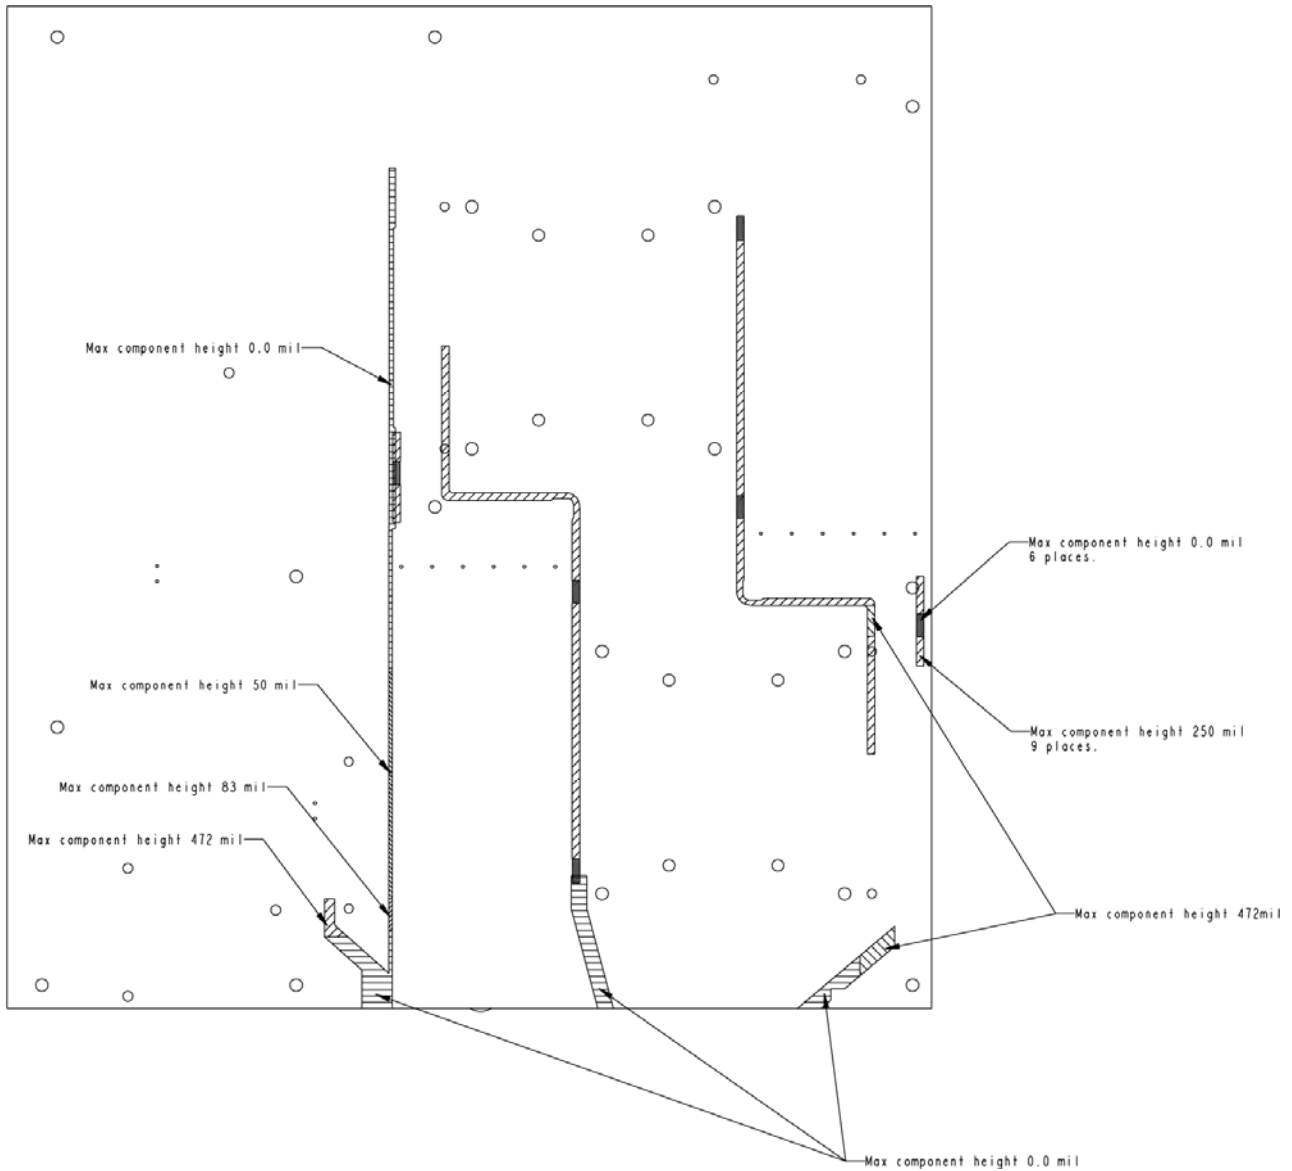 Max component height 0.0 mil
Max component height 0.0 mil
6 places.
Max component height 50 mil
Max component height 250 mil
9 places.
Max component height 83 mil
Max component height 472 mil
Max component height 472mil
Max component height 0.0 mil